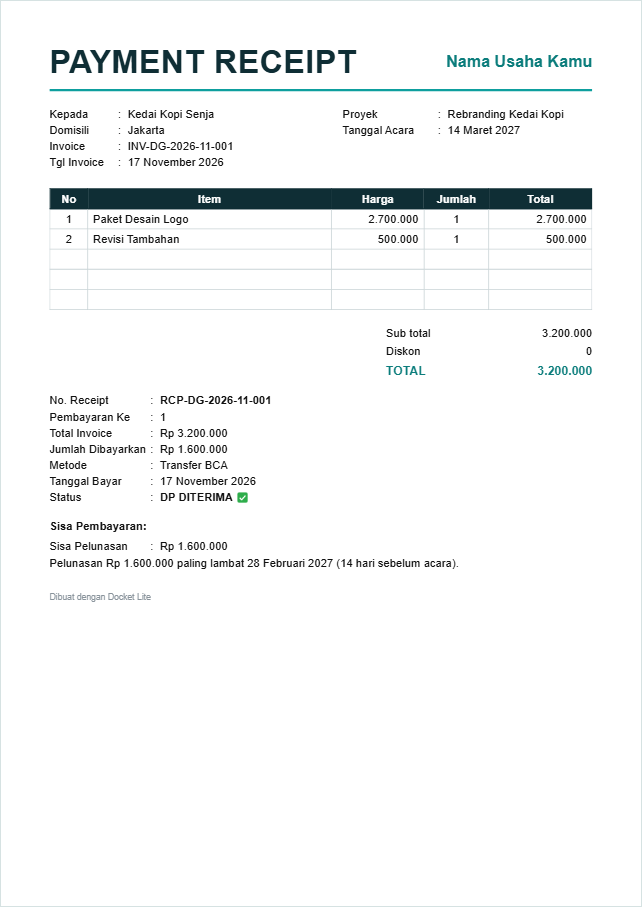 PAYMENT RECEIPT
Nama Usaha Kamu
Kepada : Kedai Kopi Senja
Domisili : Jakarta
Invoice : INV-DG-2026-11-001
Tgl Invoice : 17 November 2026
Proyek : Rebranding Kedai Kopi
Tanggal Acara : 14 Maret 2027
No Item Harga Jumlah Total
1 Paket Desain Logo 2.700.000 1 2.700.000
2 Revisi Tambahan 500.000 1 500.000
Sub total 3.200.000
Diskon 0
TOTAL 3.200.000
No. Receipt : RCP-DG-2026-11-001
Pembayaran Ke : 1
Total Invoice : Rp 3.200.000
Jumlah Dibayarkan : Rp 1.600.000
Metode : Transfer BCA
Tanggal Bayar : 17 November 2026
Status : DP DITERIMA ✅
Sisa Pembayaran:
Sisa Pelunasan : Rp 1.600.000
Pelunasan Rp 1.600.000 paling lambat 28 Februari 2027 (14 hari sebelum acara).
Dibuat dengan Docket Lite